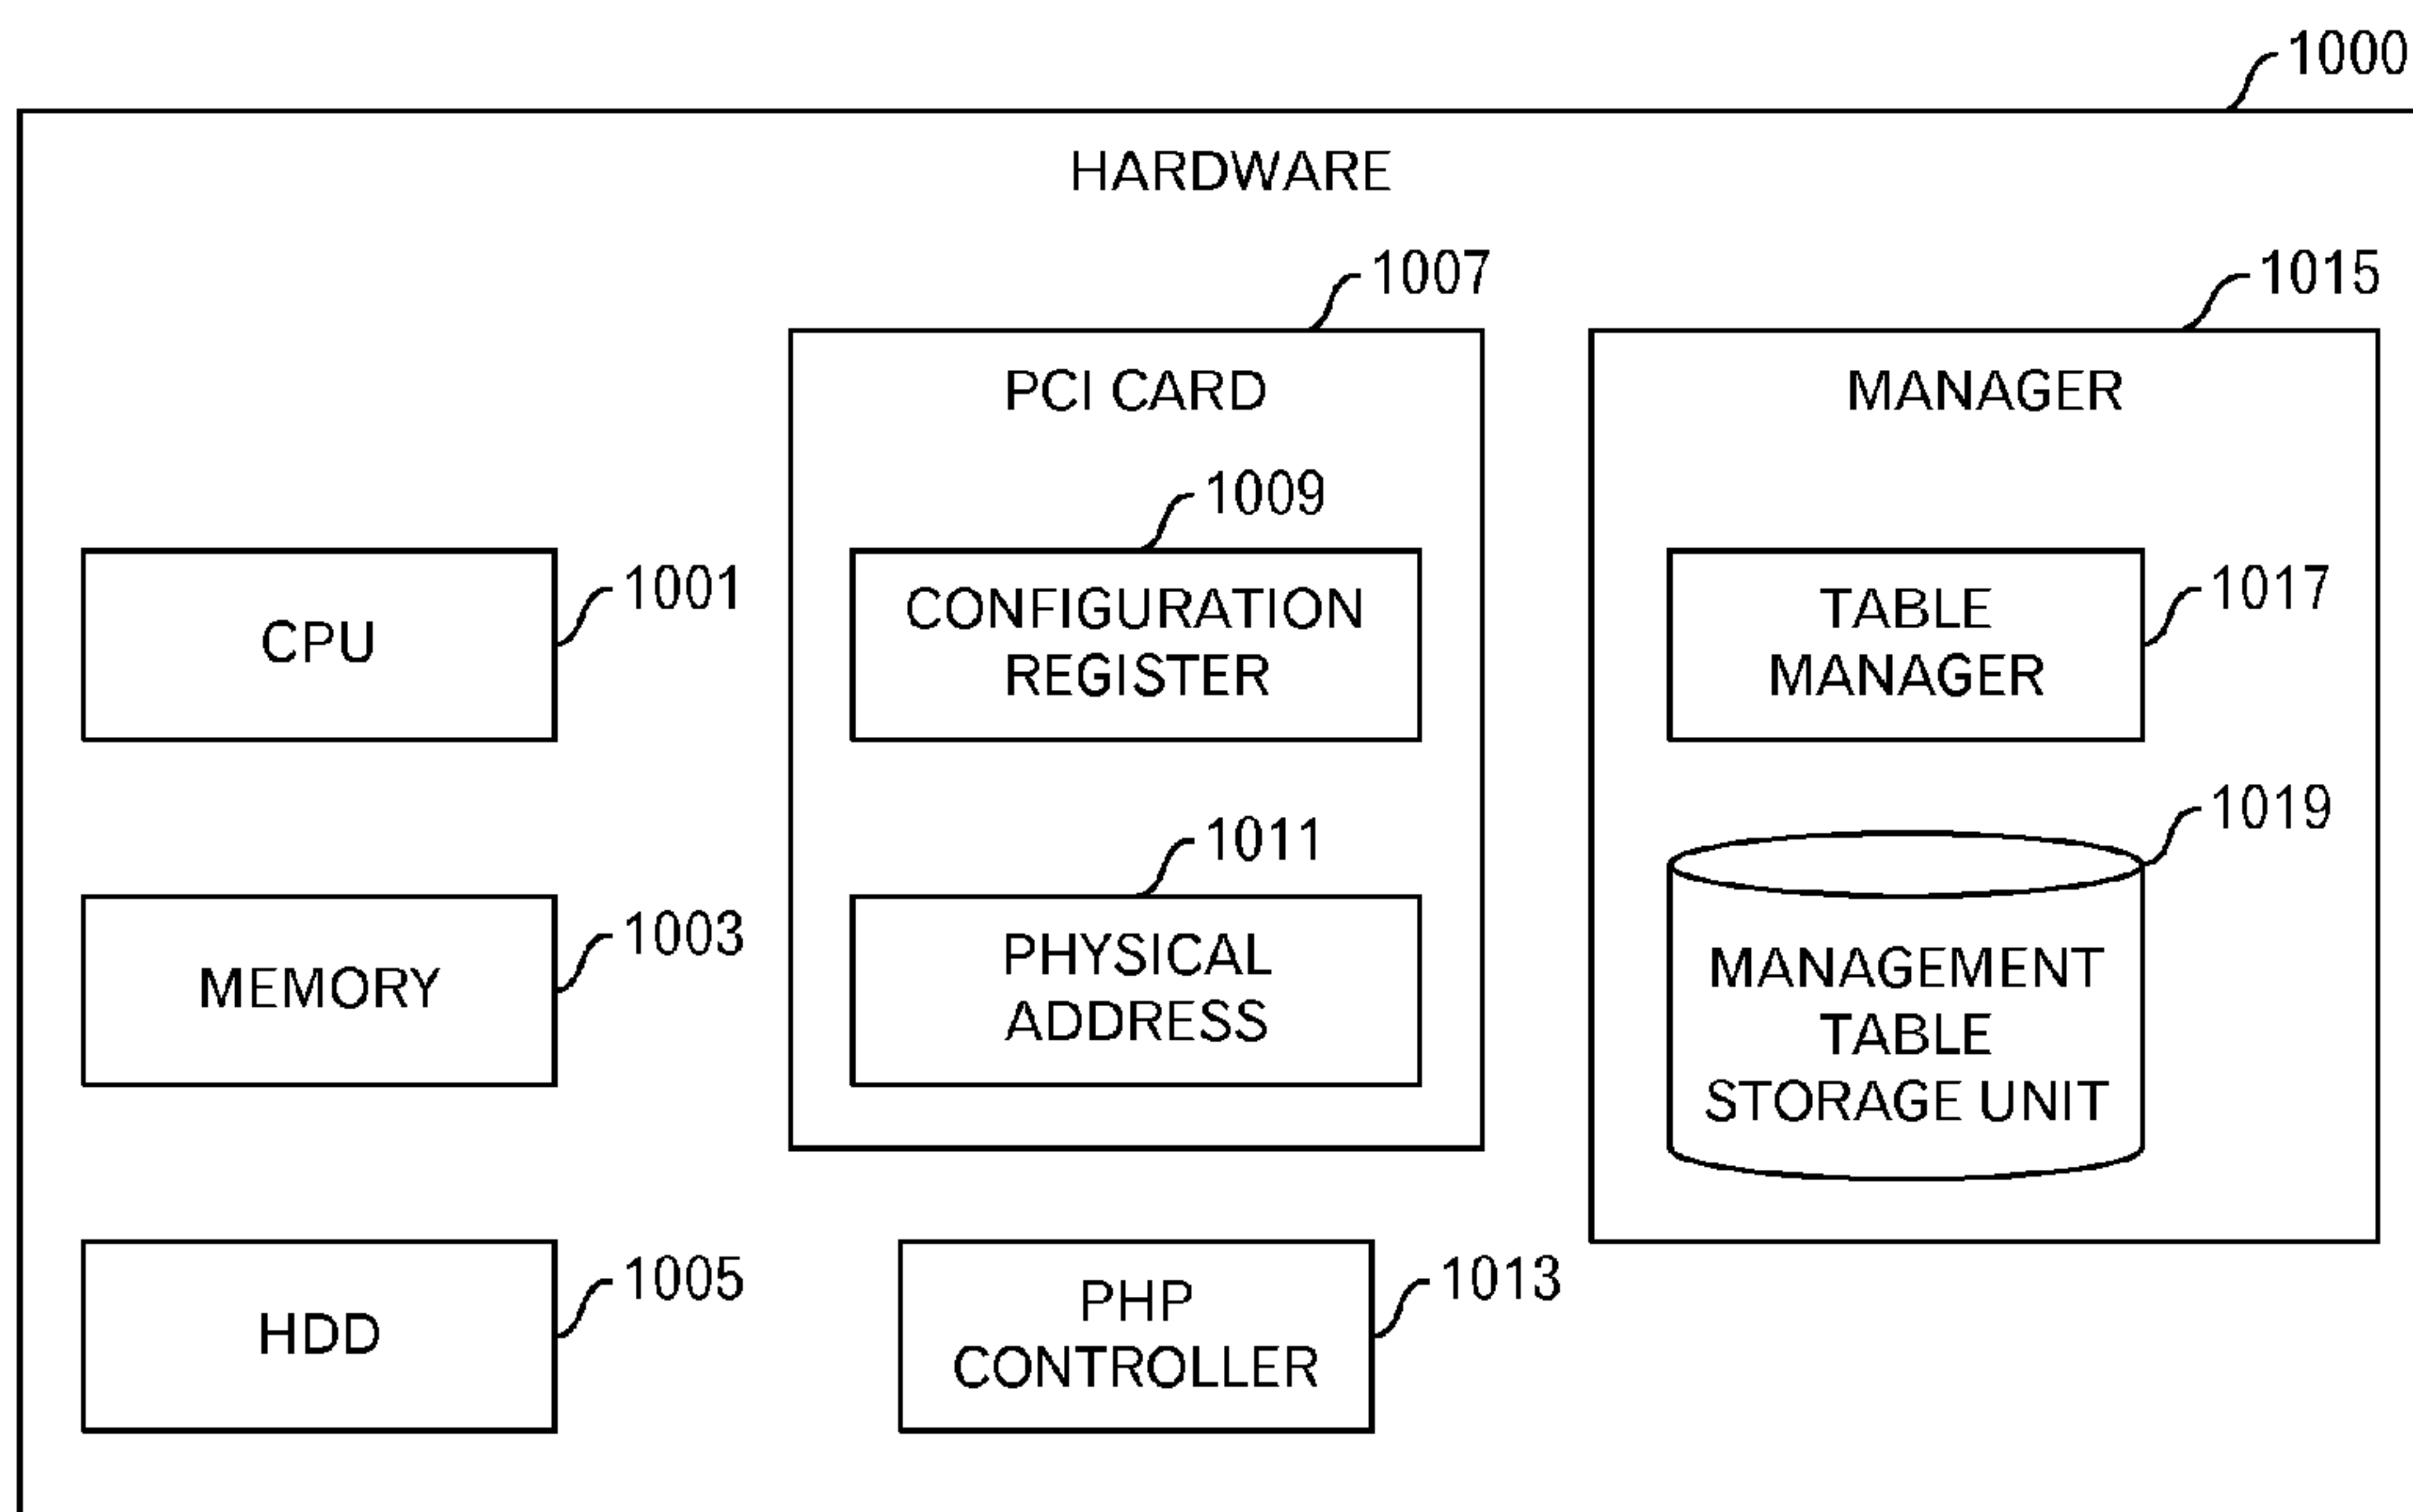 1000
HARDWARE
1007
1015
PCI CARD
MANAGER
1009
1001
CPU
CONFIGURATION
REGISTER
1017
TABLE
MANAGER
1011
1019
1003
MEMORY
PHYSICAL
ADDRESS
MANAGEMENT
TABLE
STORAGE UNIT
1005
HDD
1013
PHP
CONTROLLER